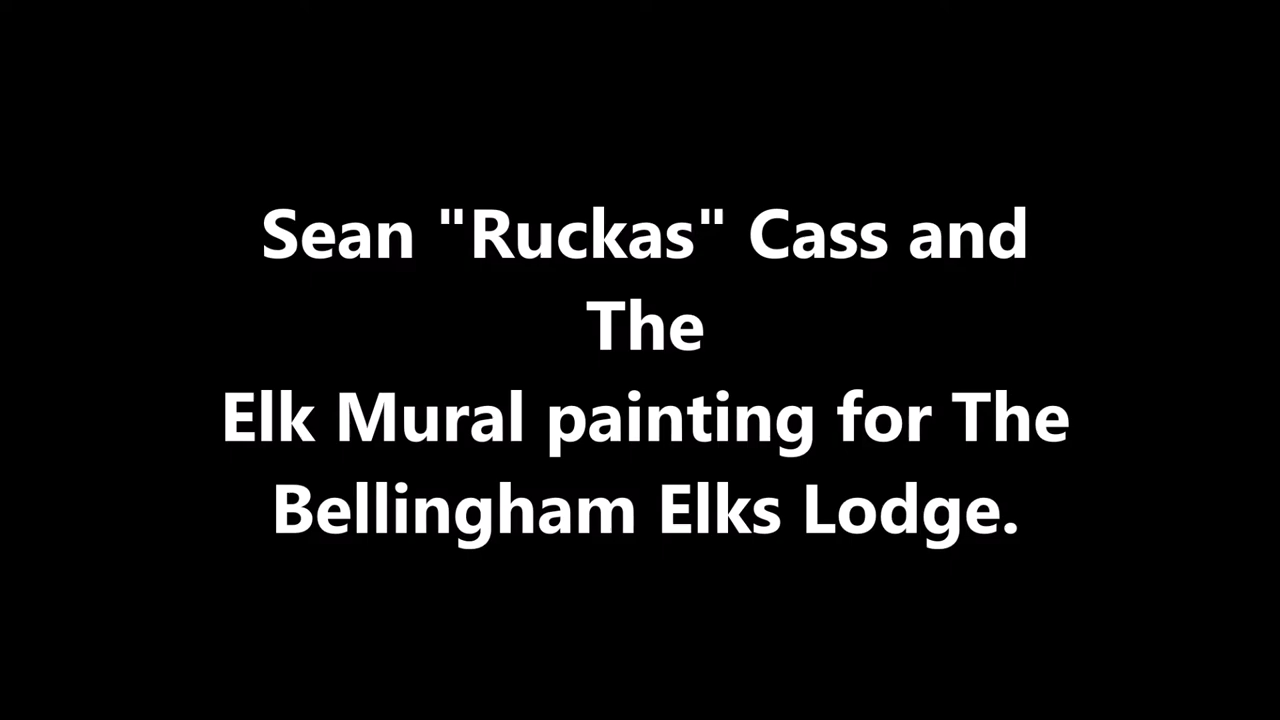 Sean "Ruckas" Cass and
The
Elk Mural painting for The
Bellingham Elks Lodge.